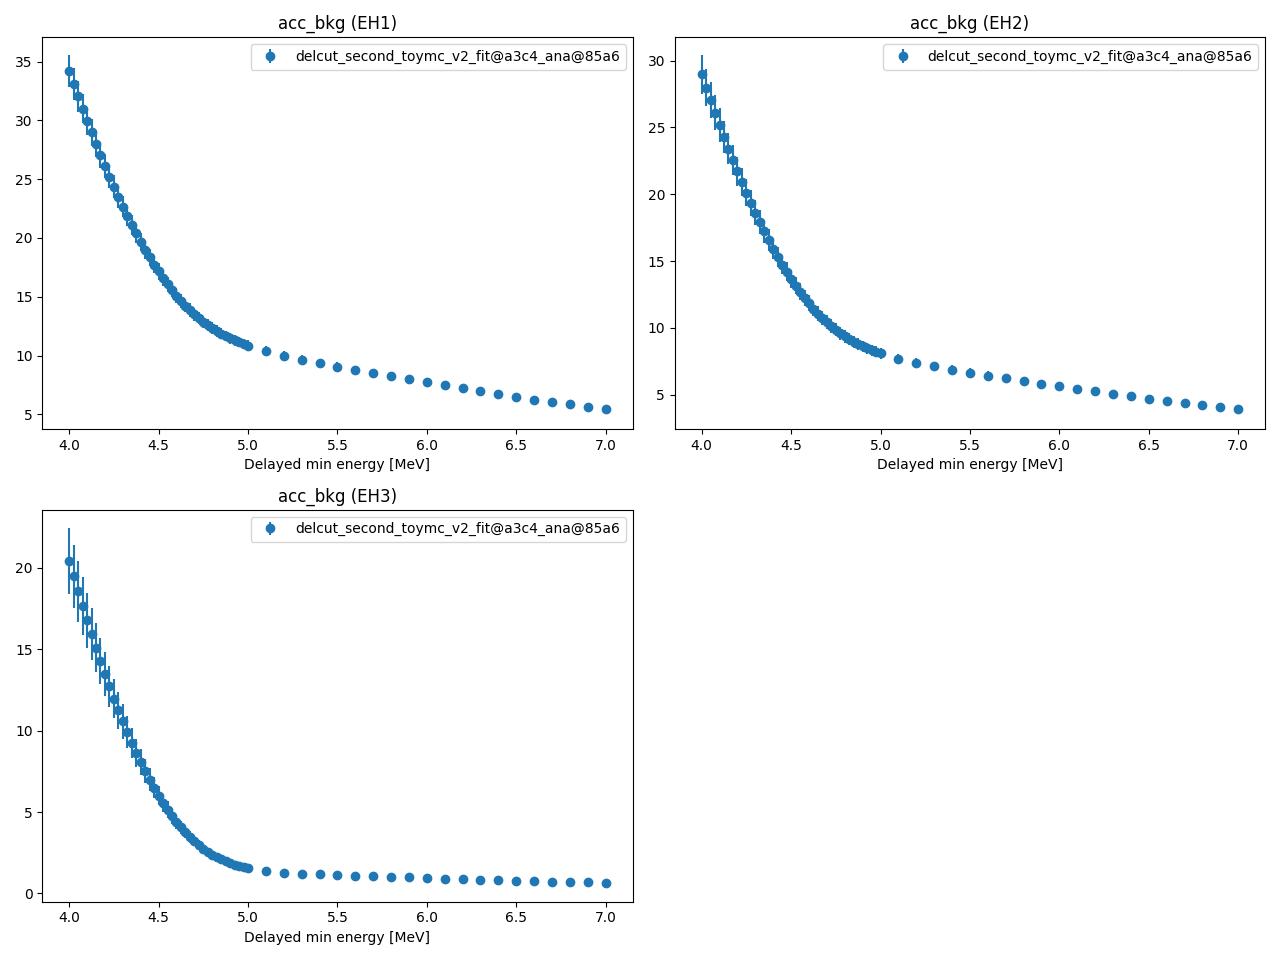 acc_bkg (EH1)
delcut_second_toymc_v2_fit@a3c4_ana@85a6
35
30
25
20
15
10
5
4.0 4.5 5.0 5.5 6.0 6.5 7.0
Delayed min energy [MeV]
acc_bkg (EH2)
delcut_second_toymc_v2_fit@a3c4_ana@85a6
30
25
20
15
10
5
4.0 4.5 5.0 5.5 6.0 6.5 7.0
Delayed min energy [MeV]
acc_bkg (EH3)
delcut_second_toymc_v2_fit@a3c4_ana@85a6
20
15
10
5
0
4.0 4.5 5.0 5.5 6.0 6.5 7.0
Delayed min energy [MeV]